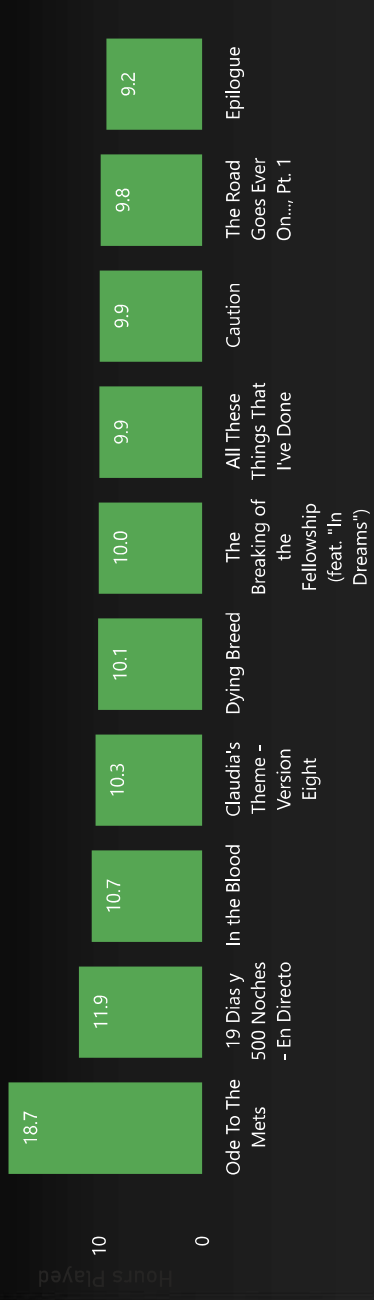 Hours Played
10
0
18.7
11.9
10.7
10.3
10.1
10.0
9.9
9.9
9.8
9.2
Ode To The
Mets
19 Dias y
500 Noches
- En Directo
In the Blood
Claudia's
Theme -
Version
Eight
Dying Breed
The
Breaking of
the
Fellowship
(feat. "In
Dreams")
All These
Things That
I've Done
Caution
The Road
Goes Ever
On..., Pt. 1
Epilogue